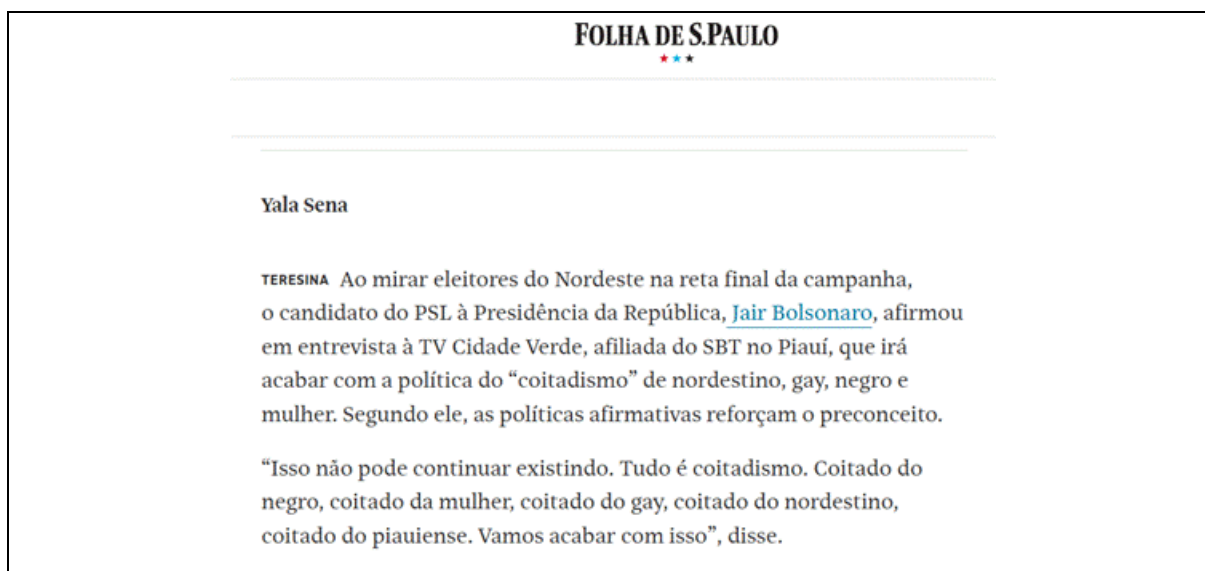 FOLHA DE S.PAULO
Yala Sena
TERESINA Ao mirar eleitores do Nordeste na reta final da campanha,
o candidato do PSL à Presidência da República, Jair Bolsonaro, afirmou
em entrevista à TV Cidade Verde, afiliada do SBT no Piauí, que irá
acabar com a política do “coitadismo” de nordestino, gay, negro e
mulher. Segundo ele, as políticas afirmativas reforçam o preconceito.
“Isso não pode continuar existindo. Tudo é coitadismo. Coitado do
negro, coitado da mulher, coitado do gay, coitado do nordestino,
coitado do piauiense. Vamos acabar com isso”, disse.